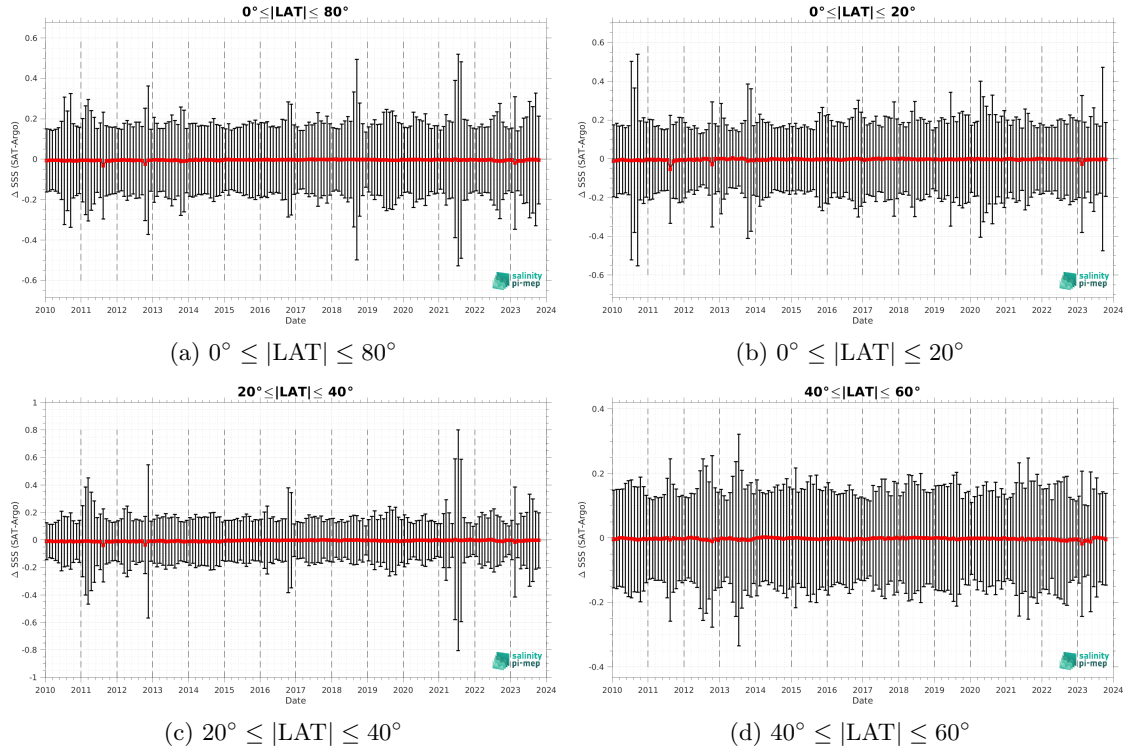 0°≤|LAT|≤ 80°
Δ SSS (SAT-Argo)
0.6
0.4
0.2
0
-0.2
-0.4
-0.6
2010 2011 2012 2013 2014 2015 2016 2017 2018 2019 2020 2021 2022 2023 2024
Date
salinity
pi-mep
(a) 0° ≤ |LAT| ≤ 80°
0°≤|LAT|≤ 20°
Δ SSS (SAT-Argo)
0.6
0.4
0.2
0
-0.2
-0.4
-0.6
2010 2011 2012 2013 2014 2015 2016 2017 2018 2019 2020 2021 2022 2023 2024
Date
salinity
pi-mep
(b) 0° ≤ |LAT| ≤ 20°
20°≤|LAT|≤ 40°
Δ SSS (SAT-Argo)
1
0.8
0.6
0.4
0.2
0
-0.2
-0.4
-0.6
-0.8
-1
2010 2011 2012 2013 2014 2015 2016 2017 2018 2019 2020 2021 2022 2023 2024
Date
salinity
pi-mep
(c) 20° ≤ |LAT| ≤ 40°
40°≤|LAT|≤ 60°
Δ SSS (SAT-Argo)
0.4
0.2
0
-0.2
-0.4
2010 2011 2012 2013 2014 2015 2016 2017 2018 2019 2020 2021 2022 2023 2024
Date
salinity
pi-mep
(d) 40° ≤ |LAT| ≤ 60°